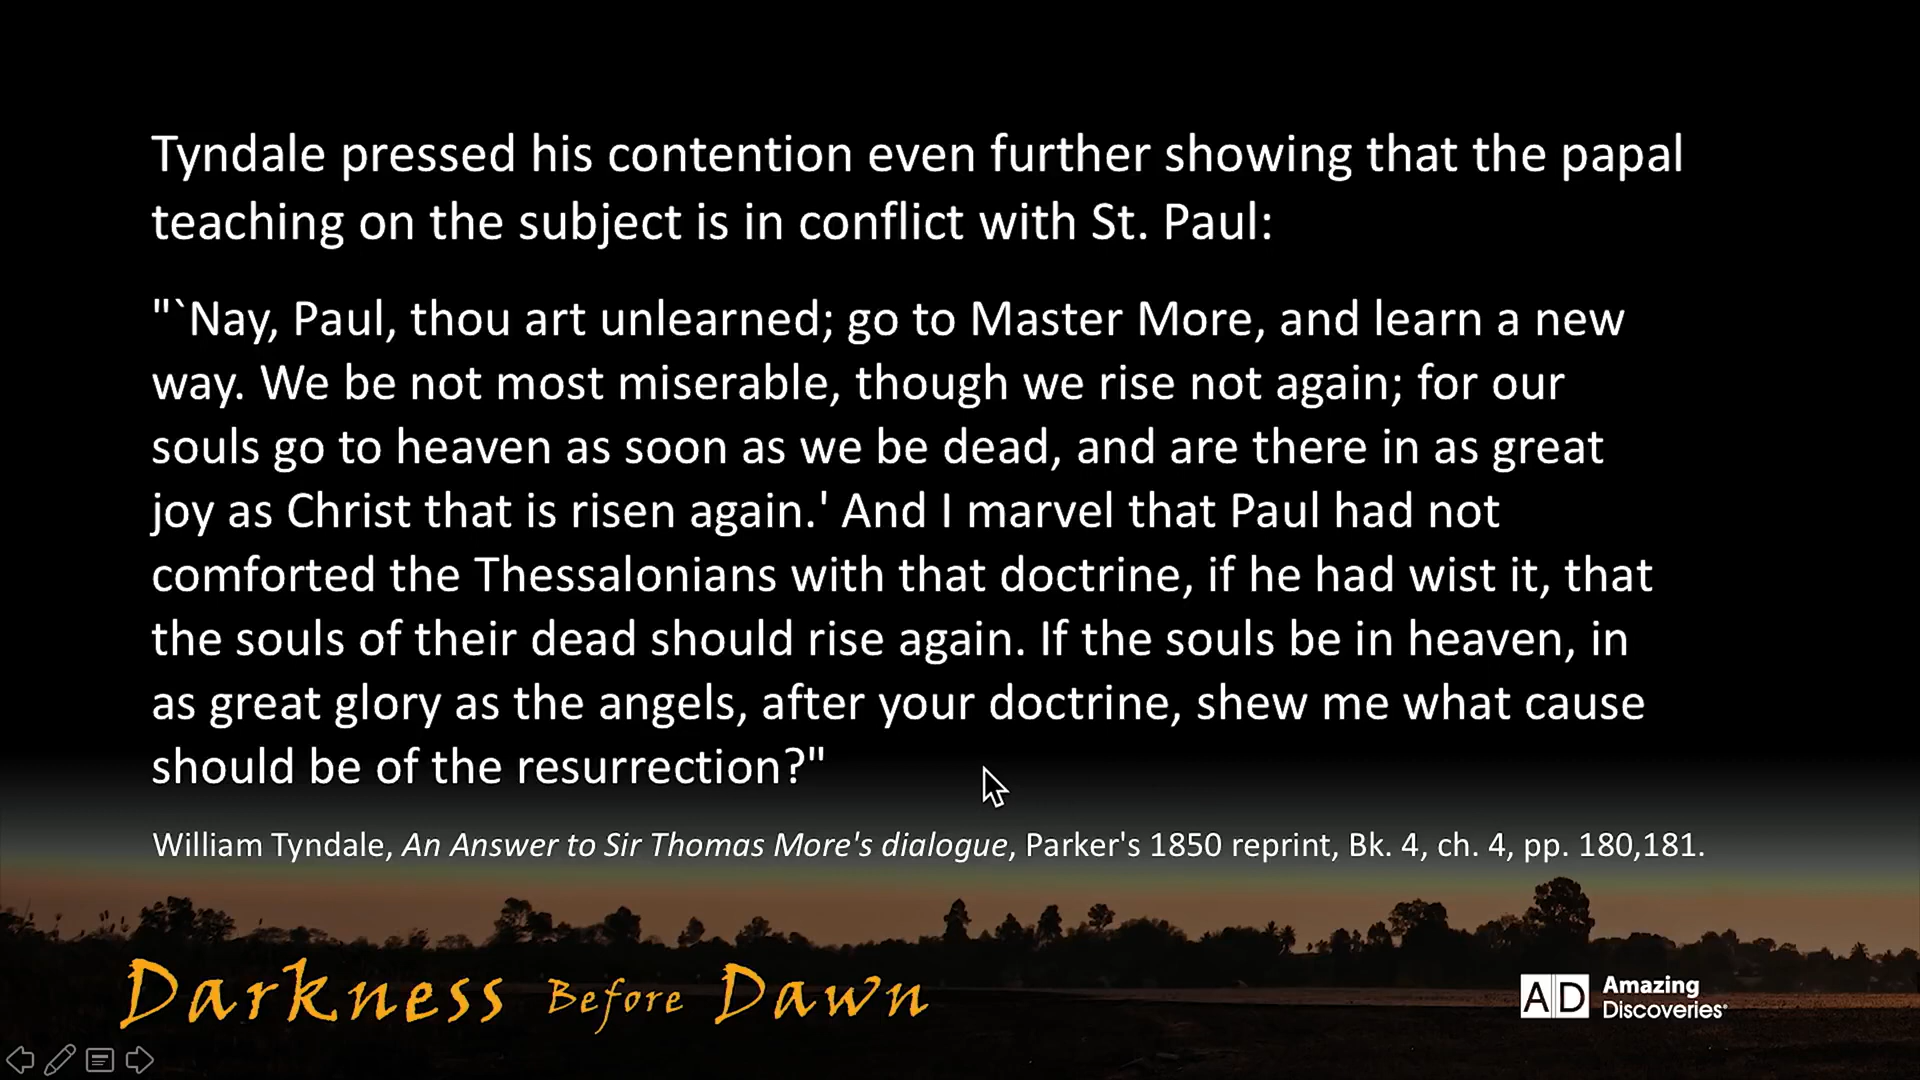 Tyndale pressed his contention even further showing that the papal
teaching on the subject is in conflict with St. Paul:
"`Nay, Paul, thou art unlearned; go to Master More, and learn a new
way. We be not most miserable, though we rise not again; for our
souls go to heaven as soon as we be dead, and are there in as great
joy as Christ that is risen again.' And I marvel that Paul had not
comforted the Thessalonians with that doctrine, if he had wist it, that
the souls of their dead should rise again. If the souls be in heaven, in
as great glory as the angels, after your doctrine, shew me what cause
should be of the resurrection?"
William Tyndale, An Answer to Sir Thomas More's dialogue, Parker's 1850 reprint, Bk. 4, ch. 4, pp. 180,181.
Darkness Before Dawn
AD Amazing
Discoveries